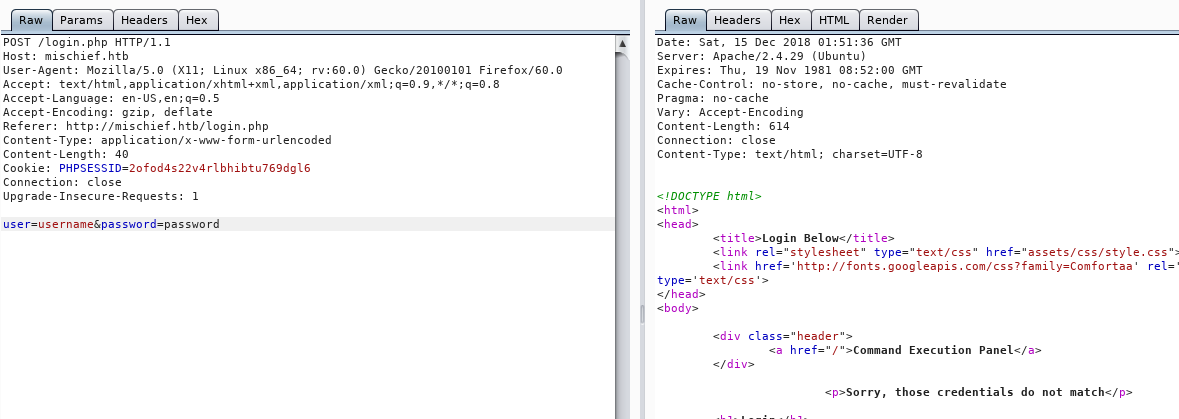 Raw Params Headers Hex
POST /login.php HTTP/1.1
Host: mischief.htb
User-Agent: Mozilla/5.0 (X11; Linux x86_64; rv:60.0) Gecko/20100101 Firefox/60.0
Accept: text/html,application/xhtml+xml,application/xml;q=0.9,*/*;q=0.8
Accept-Language: en-US,en;q=0.5
Accept-Encoding: gzip, deflate
Referer: http://mischief.htb/login.php
Content-Type: application/x-www-form-urlencoded
Content-Length: 40
Cookie: PHPSESSID=2ofod4s22v4rlbhibtu769dgl6
Connection: close
Upgrade-Insecure-Requests: 1
user=username&password=password
Raw Headers Hex HTML Render
Date: Sat, 15 Dec 2018 01:51:36 GMT
Server: Apache/2.4.29 (Ubuntu)
Expires: Thu, 19 Nov 1981 08:52:00 GMT
Cache-Control: no-store, no-cache, must-revalidate
Pragma: no-cache
Vary: Accept-Encoding
Content-Length: 614
Connection: close
Content-Type: text/html; charset=UTF-8
<!DOCTYPE html>
<html>
<head>
<title>Login Below</title>
<link rel="stylesheet" type="text/css" href="assets/css/style.css">
<link href='http://fonts.googleapis.com/css?family=Comfortaa' rel='
type='text/css'>
</head>
<body>
<div class="header">
<a href="/">Command Execution Panel</a>
</div>
<p>Sorry, those credentials do not match</p>